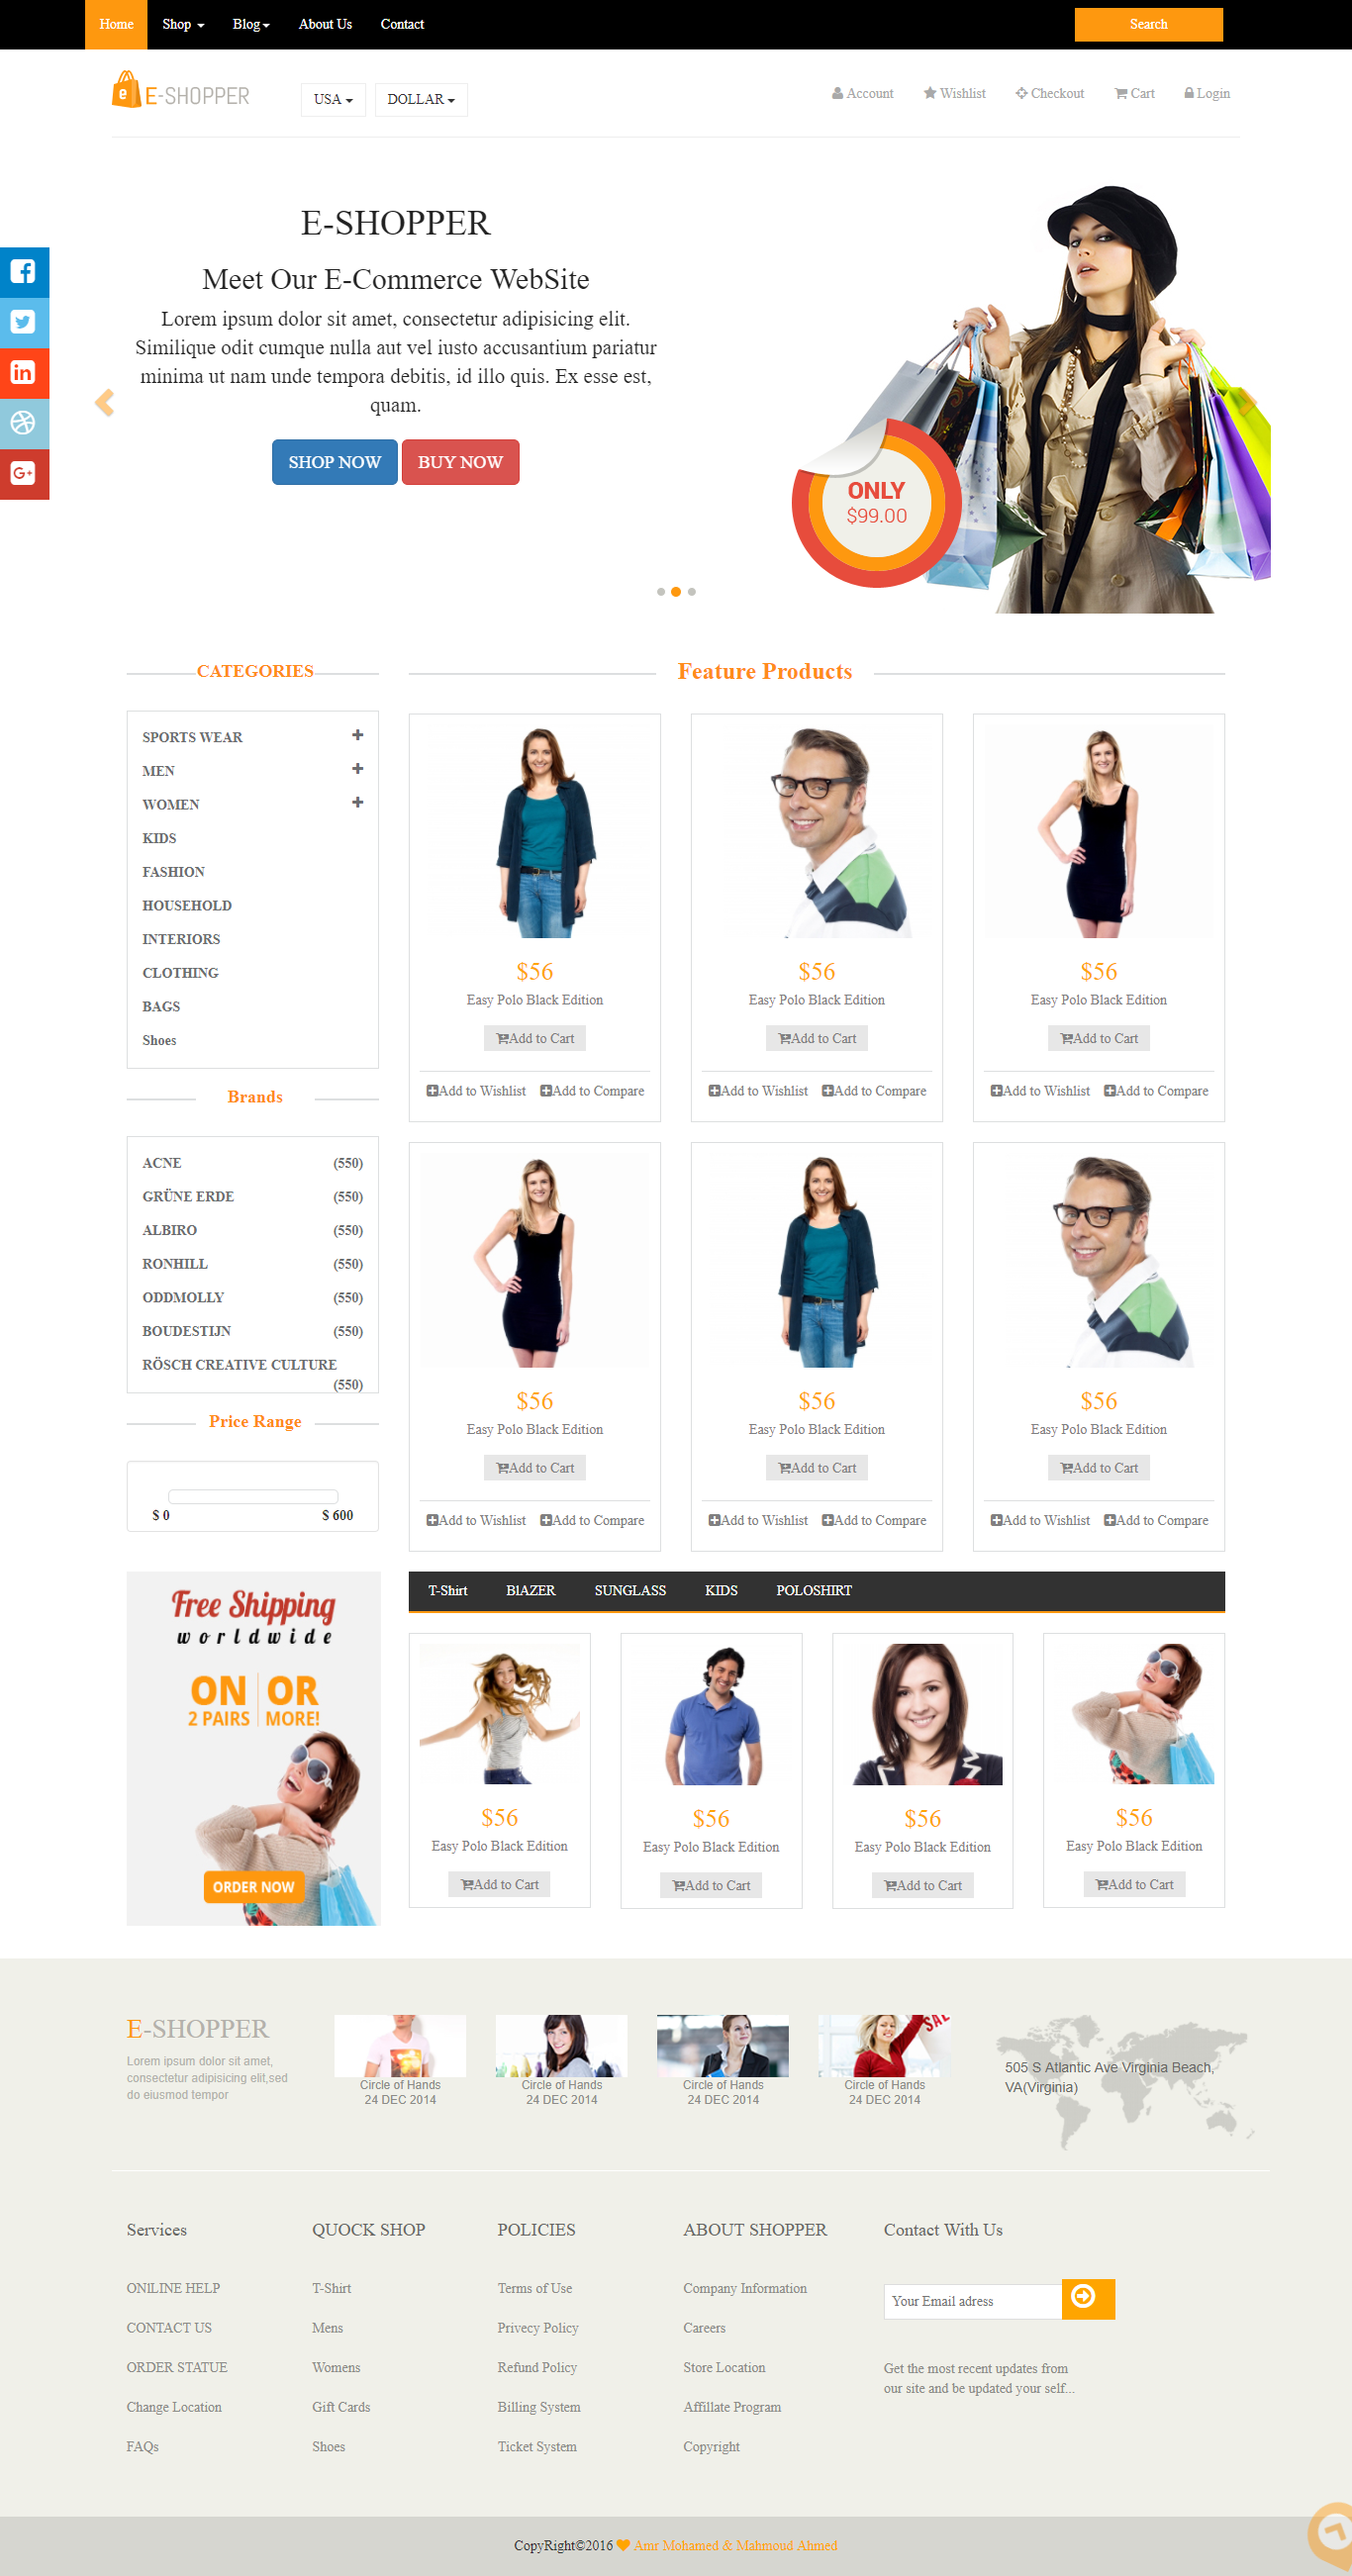 Home Shop Blog About Us Contact Search
E-SHOPPER USA DOLLAR Account Wishlist Checkout Cart Login
E-SHOPPER
Meet Our E-Commerce WebSite
Lorem ipsum dolor sit amet, consectetur adipisicing elit.
Similique odit cumque nulla aut vel iusto accusantium pariatur
minima ut nam unde tempora debitis, id illo quis. Ex esse est,
quam.
SHOP NOW BUY NOW
ONLY
$99.00
CATEGORIES
SPORTS WEAR
MEN
WOMEN
KIDS
FASHION
HOUSEHOLD
INTERIORS
CLOTHING
BAGS
Shoes
Brands
ACNE (550)
GRÜNE ERDE (550)
ALBIRO (550)
RONHILL (550)
ODDMOLLY (550)
BOUDESTIJN (550)
RÖSCH CREATIVE CULTURE
(550)
Price Range
$ 0 $ 600
Free Shipping
worldwide
ON OR
2 PAIRS MORE!
ORDER NOW
Feature Products
$56 $56 $56
Easy Polo Black Edition Easy Polo Black Edition Easy Polo Black Edition
Add to Cart Add to Cart Add to Cart
Add to Wishlist Add to Compare Add to Wishlist Add to Compare Add to Wishlist Add to Compare
$56 $56 $56
Easy Polo Black Edition Easy Polo Black Edition Easy Polo Black Edition
Add to Cart Add to Cart Add to Cart
Add to Wishlist Add to Compare Add to Wishlist Add to Compare Add to Wishlist Add to Compare
T-Shirt BlAZER SUNGLASS KIDS POLOSHIRT
$56 $56 $56 $56
Easy Polo Black Edition Easy Polo Black Edition Easy Polo Black Edition Easy Polo Black Edition
Add to Cart Add to Cart Add to Cart Add to Cart
E-SHOPPER
Lorem ipsum dolor sit amet,
consectetur adipisicing elit,sed
do eiusmod tempor
SALE
Circle of Hands Circle of Hands Circle of Hands Circle of Hands
24 DEC 2014 24 DEC 2014 24 DEC 2014 24 DEC 2014
505 S Atlantic Ave Virginia Beach,
VA(Virginia)
Services
ONlLINE HELP
CONTACT US
ORDER STATUE
Change Location
FAQs
QUOCK SHOP
T-Shirt
Mens
Womens
Gift Cards
Shoes
POLICIES
Terms of Use
Privecy Policy
Refund Policy
Billing System
Ticket System
ABOUT SHOPPER
Company Information
Careers
Store Location
Affillate Program
Copyright
Contact With Us
Your Email adress
Get the most recent updates from
our site and be updated your self...
CopyRight©2016 Amr Mohamed & Mahmoud Ahmed